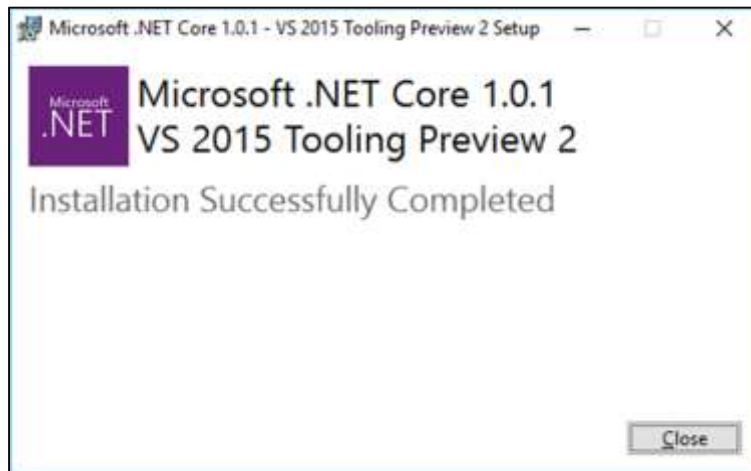 Microsoft .NET Core 1.0.1 - VS 2015 Tooling Preview 2 Setup
Microsoft
.NET
Microsoft .NET Core 1.0.1
VS 2015 Tooling Preview 2
Installation Successfully Completed
Close